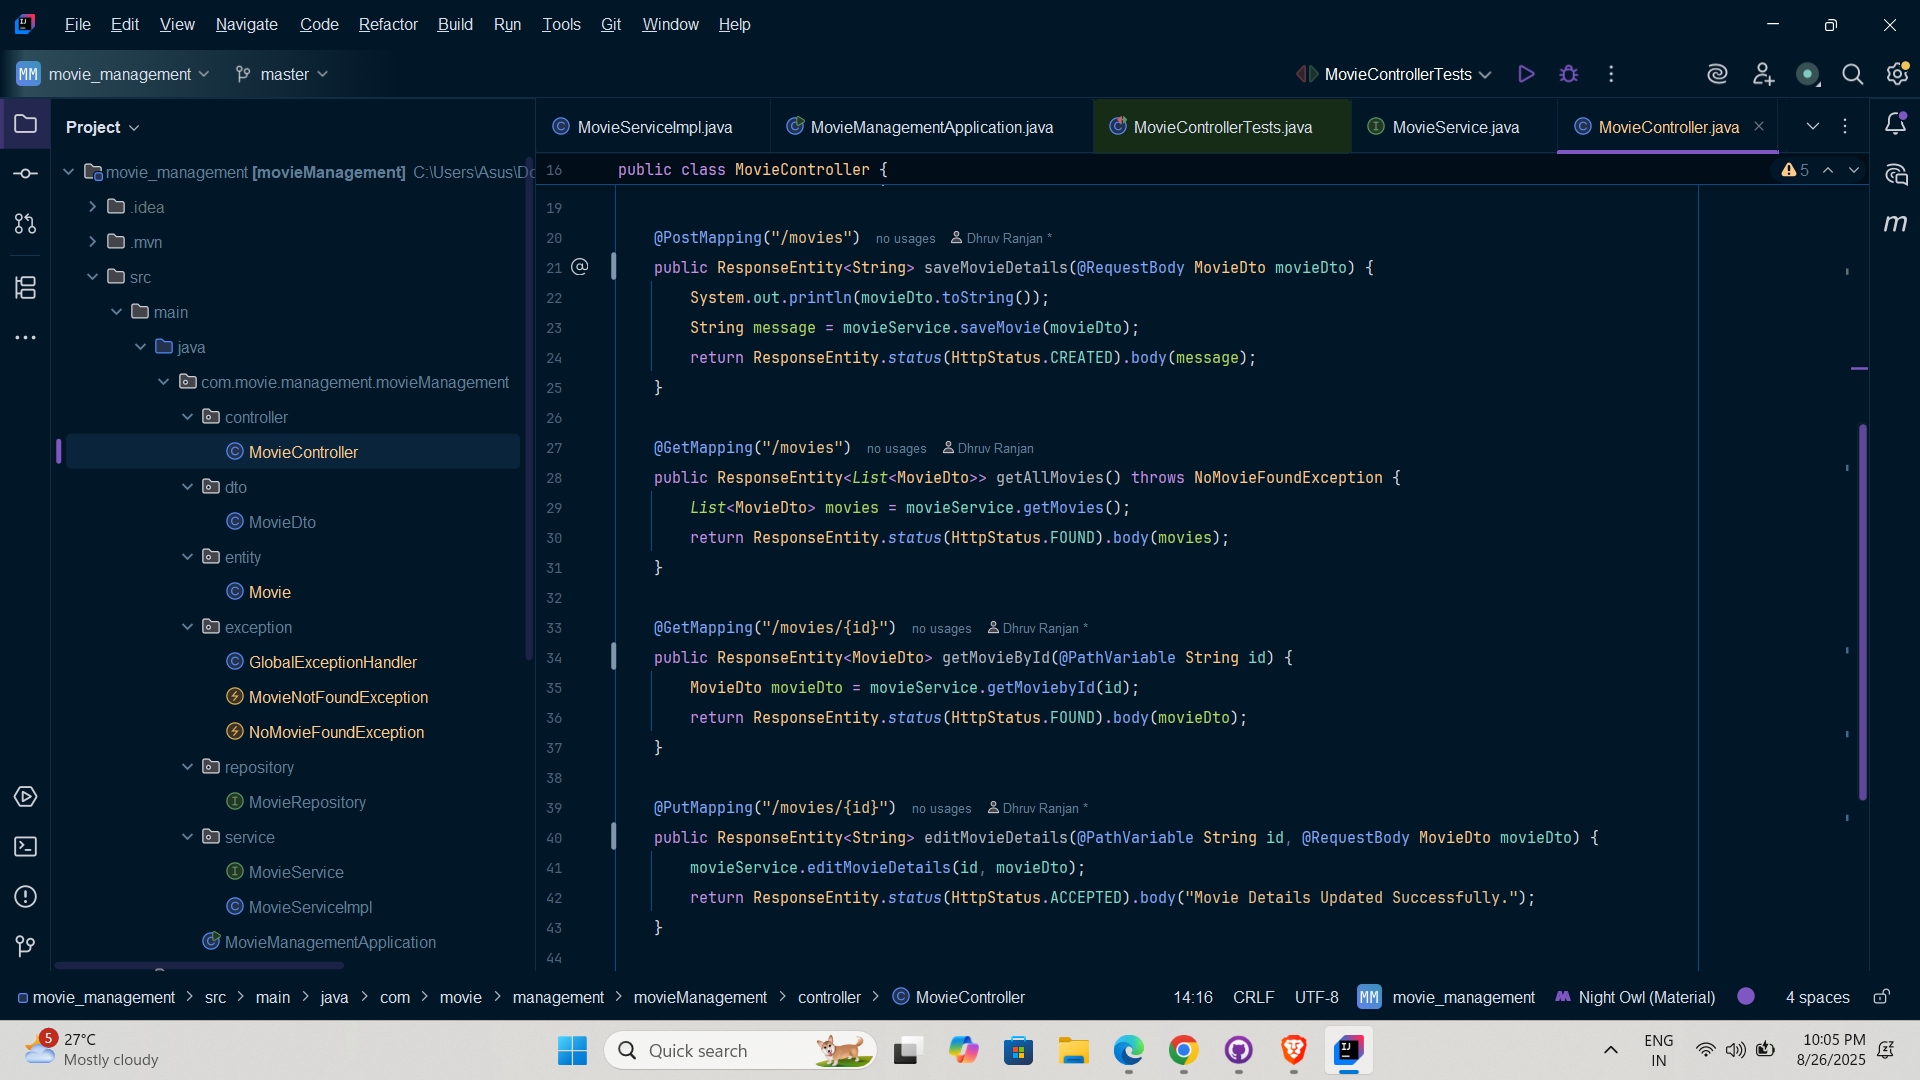 File Edit View Navigate Code Refactor Build Run Tools Git Window Help
MM movie_management master MovieControllerTests
Project
movie_management [movieManagement] C:\Users\Asus\Do
.idea
.mvn
src
main
java
com.movie.management.movieManagement
controller
MovieController
dto
MovieDto
entity
Movie
exception
GlobalExceptionHandler
MovieNotFoundException
NoMovieFoundException
repository
MovieRepository
service
MovieService
MovieServiceImpl
MovieManagementApplication
MovieServiceImpl.java MovieManagementApplication.java MovieControllerTests.java MovieService.java MovieController.java
16 public class MovieController { 5
19
20 @PostMapping("/movies") no usages Dhruv Ranjan *
21 public ResponseEntity<String> saveMovieDetails(@RequestBody MovieDto movieDto) {
22 System.out.println(movieDto.toString());
23 String message = movieService.saveMovie(movieDto);
24 return ResponseEntity.status(HttpStatus.CREATED).body(message);
25 }
26
27 @GetMapping("/movies") no usages Dhruv Ranjan
28 public ResponseEntity<List<MovieDto>> getAllMovies() throws NoMovieFoundException {
29 List<MovieDto> movies = movieService.getMovies();
30 return ResponseEntity.status(HttpStatus.FOUND).body(movies);
31 }
32
33 @GetMapping("/movies/{id}") no usages Dhruv Ranjan *
34 public ResponseEntity<MovieDto> getMovieById(@PathVariable String id) {
35 MovieDto movieDto = movieService.getMoviebyId(id);
36 return ResponseEntity.status(HttpStatus.FOUND).body(movieDto);
37 }
38
39 @PutMapping("/movies/{id}") no usages Dhruv Ranjan *
40 public ResponseEntity<String> editMovieDetails(@PathVariable String id, @RequestBody MovieDto movieDto) {
41 movieService.editMovieDetails(id, movieDto);
42 return ResponseEntity.status(HttpStatus.ACCEPTED).body("Movie Details Updated Successfully.");
43 }
44
movie_management > src > main > java > com > movie > management > movieManagement > controller > MovieController 14:16 CRLF UTF-8 MM movie_management Night Owl (Material) 4 spaces
5 27°C
Mostly cloudy
Quick search
ENG
IN
10:05 PM
8/26/2025